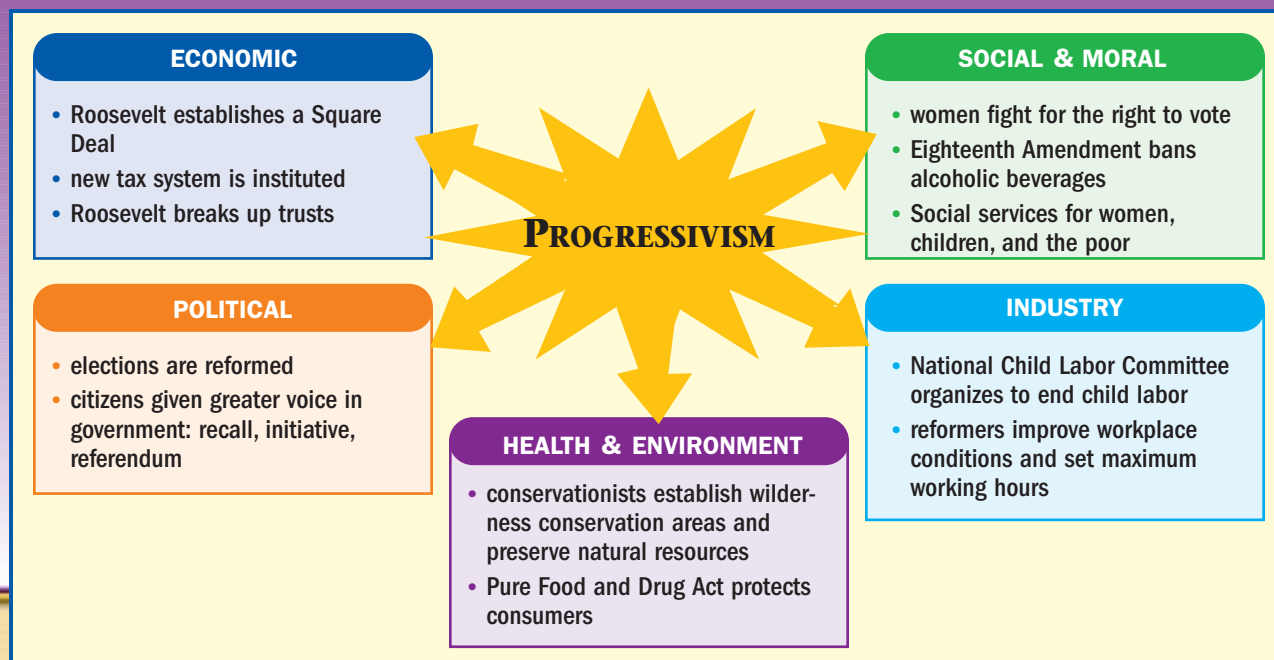 ECONOMIC
• Roosevelt establishes a Square
Deal
• new tax system is instituted
• Roosevelt breaks up trusts
SOCIAL & MORAL
• women fight for the right to vote
• Eighteenth Amendment bans
alcoholic beverages
• Social services for women,
children, and the poor
PROGRESSIVISM
POLITICAL
• elections are reformed
• citizens given greater voice in
government: recall, initiative,
referendum
INDUSTRY
• National Child Labor Committee
organizes to end child labor
• reformers improve workplace
conditions and set maximum
working hours
HEALTH & ENVIRONMENT
• conservationists establish wilder-
ness conservation areas and
preserve natural resources
• Pure Food and Drug Act protects
consumers